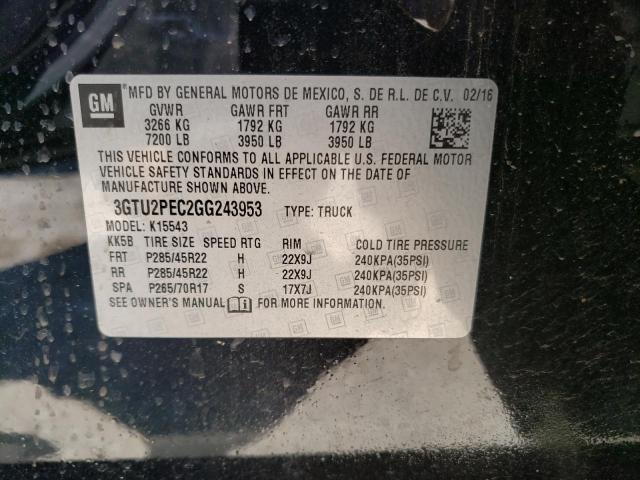 GM
MFD BY GENERAL MOTORS DE MEXICO, S. DE R.L. DE C.V. 02/16
GVWR GAWR FRT GAWR RR
3266 KG 1792 KG 1792 KG
7200 LB 3950 LB 3950 LB
THIS VEHICLE CONFORMS TO ALL APPLICABLE U.S. FEDERAL MOTOR
VEHICLE SAFETY STANDARDS IN EFFECT ON THE DATE OF
MANUFACTURE SHOWN ABOVE.
3GTU2PEC2GG243953 TYPE: TRUCK
MODEL: K15543
KK5B TIRE SIZE SPEED RTG RIM COLD TIRE PRESSURE
FRT P285/45R22 H 22X9J 240KPA(35PSI)
RR P285/45R22 H 22X9J 240KPA(35PSI)
SPA P265/70R17 S 17X7J 240KPA(35PSI)
SEE OWNER'S MANUAL FOR MORE INFORMATION.